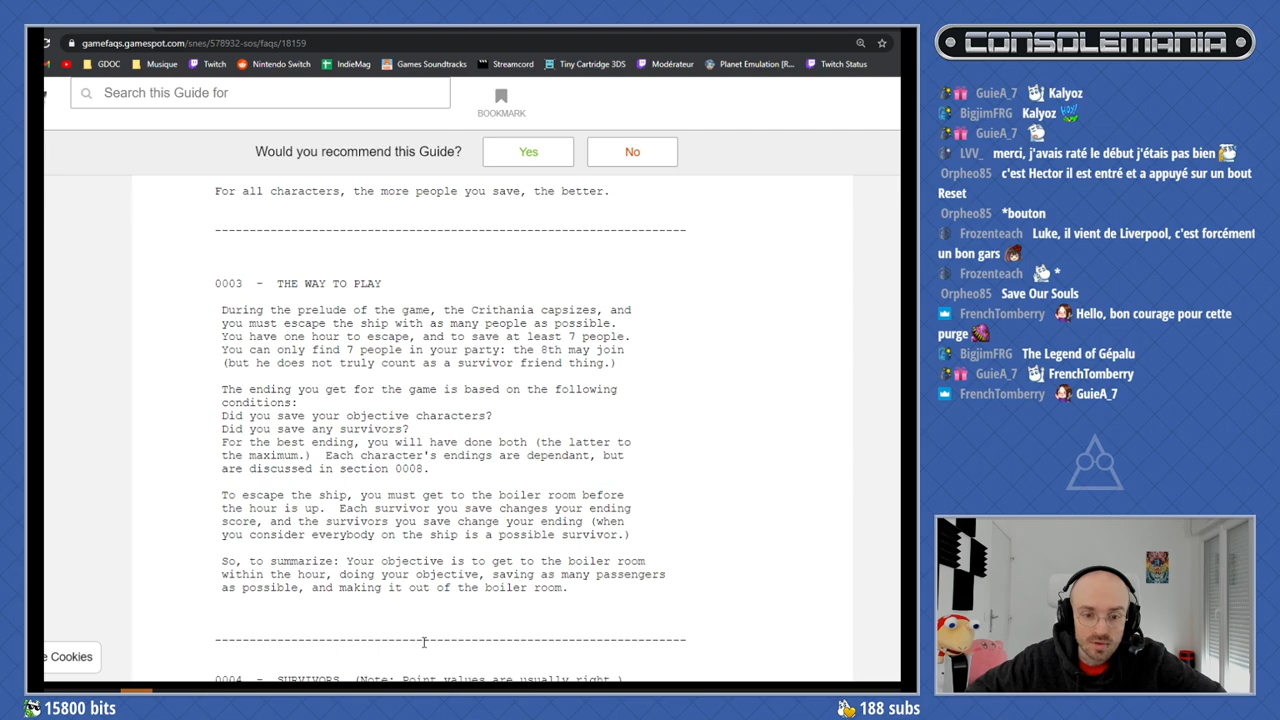 gamefaqs.gamespot.com/snes/578932-sos/faqs/18159
GDOC Musique Twitch Nintendo Switch IndieMag Games Soundtracks Streamcord Tiny Cartridge 3DS Modérateur Planet Emulation [R... Twitch Status
Search this Guide for
BOOKMARK
Would you recommend this Guide? Yes No
For all characters, the more people you save, the better.
0003 - THE WAY TO PLAY
During the prelude of the game, the Crithania capsizes, and
you must escape the ship with as many people as possible.
You have one hour to escape, and to save at least 7 people.
You can only find 7 people in your party: the 8th may join
(but he does not truly count as a survivor friend thing.)
The ending you get for the game is based on the following
conditions:
Did you save your objective characters?
Did you save any survivors?
For the best ending, you will have done both (the latter to
the maximum.) Each character's endings are dependant, but
are discussed in section 0008.
To escape the ship, you must get to the boiler room before
the hour is up. Each survivor you save changes your ending
score, and the survivors you save change your ending (when
you consider everybody on the ship is a possible survivor.)
So, to summarize: Your objective is to get to the boiler room
within the hour, doing your objective, saving as many passengers
as possible, and making it out of the boiler room.
e Cookies
0004 - SURVIVORS (Note: Point values are usually right.)
CONSOLEMANIA
GuieA_7 Kalyoz
BigjimFRG Kalyoz
GuieA_7
LVV_ merci, j'avais raté le début j'étais pas bien
Orpheo85 c'est Hector il est entré et a appuyé sur un bout
Reset
Orpheo85 *bouton
Frozenteach Luke, il vient de Liverpool, c'est forcément
un bon gars
Frozenteach *
Orpheo85 Save Our Souls
FrenchTomberry Hello, bon courage pour cette
purge
BigjimFRG The Legend of Gépalu
GuieA_7 FrenchTomberry
FrenchTomberry GuieA_7
15800 bits
188 subs